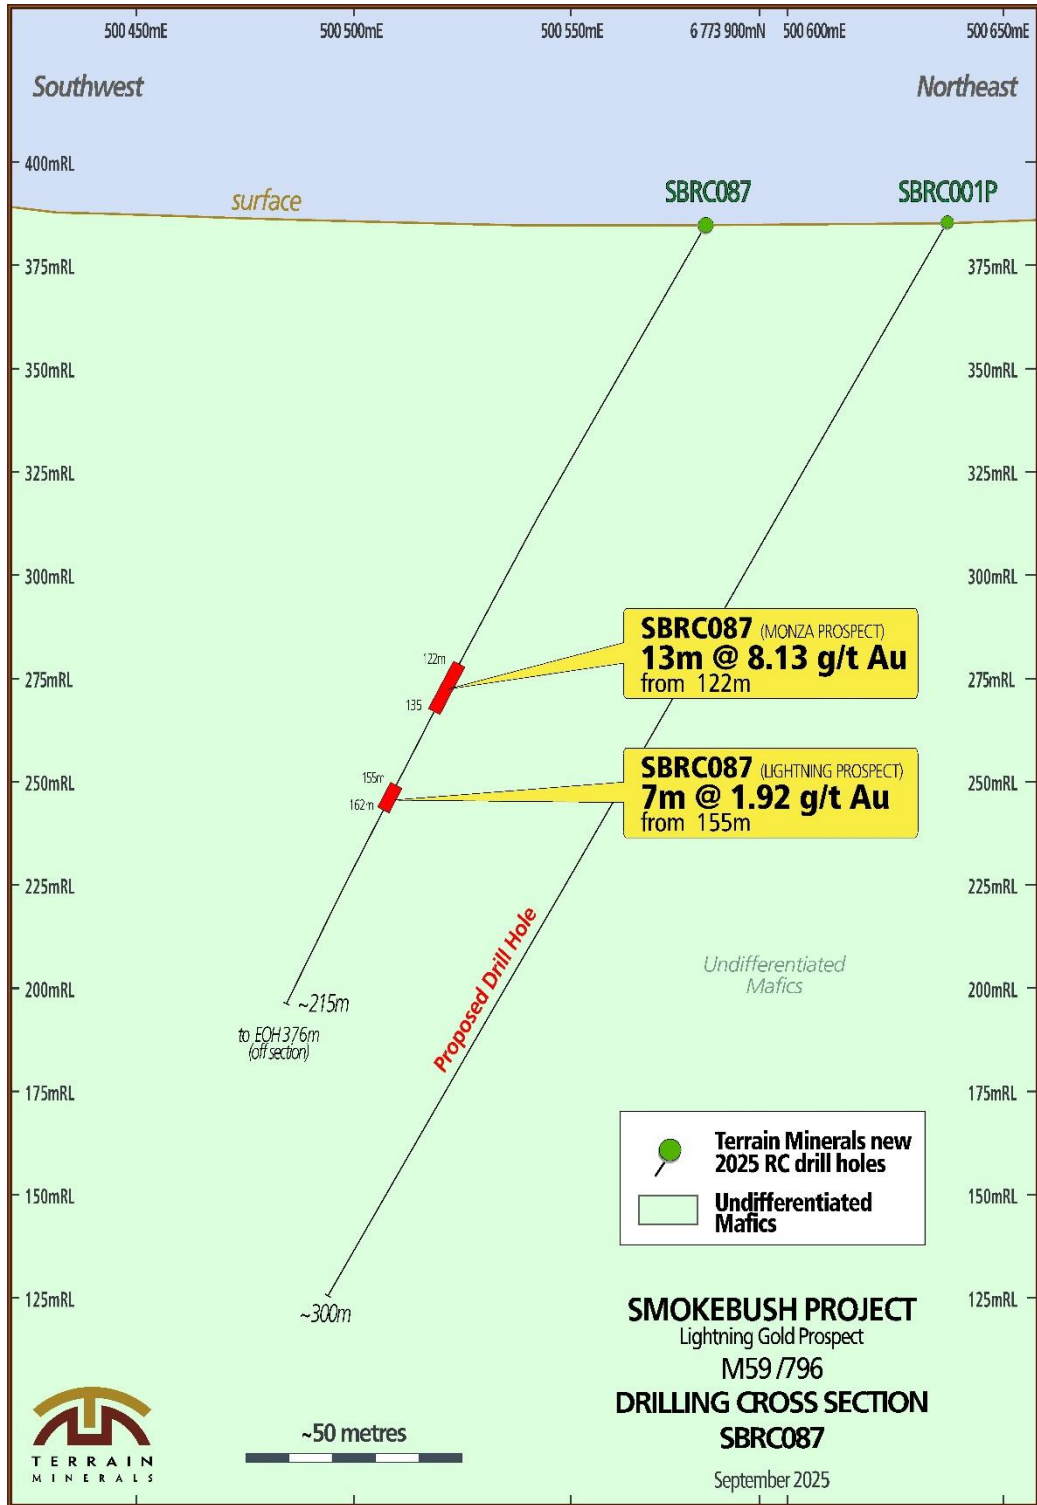 500 450mE
500 500mE
500 550mE
6 773 900mN
500 600mE
500 650mE
Southwest
Northeast
400mRL
surface
SBRC087
SBRC001P
375mRL
375mRL
350mRL
350mRL
325mRL
325mRL
300mRL
300mRL
SBRC087 (MONZA PROSPECT)
13m @ 8.13 g/t Au
from 122m
122m
135
275mRL
275mRL
SBRC087 (LIGHTNING PROSPECT)
7m @ 1.92 g/t Au
from 155m
155m
162m
250mRL
250mRL
225mRL
225mRL
Proposed Drill Hole
Undifferentiated
Mafics
200mRL
200mRL
~215m
to EOH 376m
(off section)
175mRL
175mRL
Terrain Minerals new
2025 RC drill holes
Undifferentiated
Mafics
150mRL
150mRL
125mRL
125mRL
~300m
SMOKEBUSH PROJECT
Lightning Gold Prospect
M59 /796
DRILLING CROSS SECTION
SBRC087
September 2025
~50 metres
TERRAIN
MINERALS